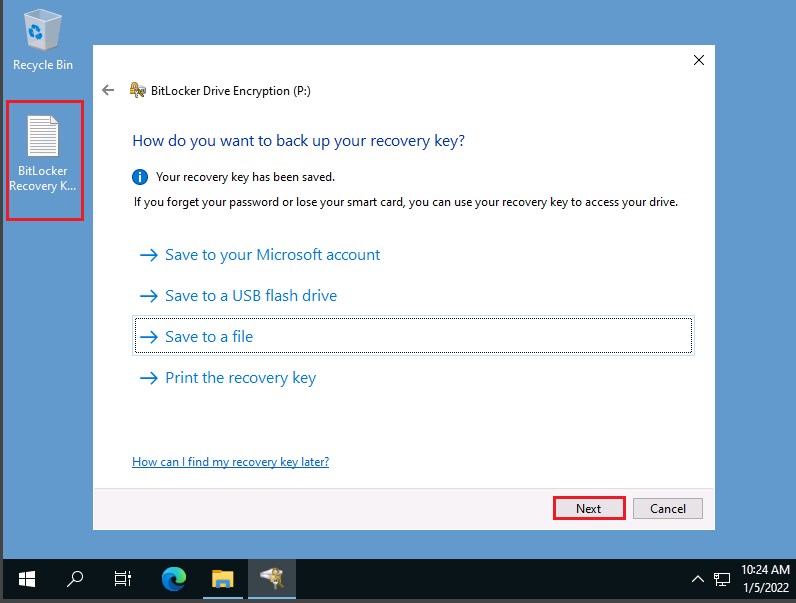 Recycle Bin
BitLocker
Recovery K...
BitLocker Drive Encryption (P:)
How do you want to back up your recovery key?
Your recovery key has been saved.
If you forget your password or lose your smart card, you can use your recovery key to access your drive.
Save to your Microsoft account
Save to a USB flash drive
Save to a file
Print the recovery key
How can I find my recovery key later?
Next
Cancel
10:24 AM
1/5/2022